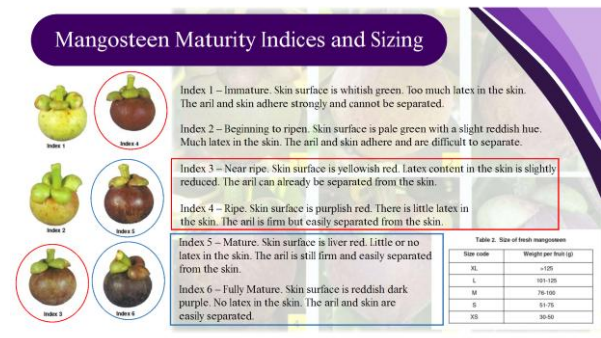 Mangosteen Maturity Indices and Sizing
Index 1
Index 4
Index 2
Index 5
Index 3
Index 6
Index 1 – Immature. Skin surface is whitish green. Too much latex in the skin.
The aril and skin adhere strongly and cannot be separated.
Index 2 – Beginning to ripen. Skin surface is pale green with a slight reddish hue.
Much latex in the skin. The aril and skin adhere and are difficult to separate.
Index 3 – Near ripe. Skin surface is yellowish red. Latex content in the skin is slightly
reduced. The aril can already be separated from the skin.
Index 4 – Ripe. Skin surface is purplish red. There is little latex in
the skin. The aril is firm but easily separated from the skin.
Index 5 – Mature. Skin surface is liver red. Little or no
latex in the skin. The aril is still firm and easily separated
from the skin.
Index 6 – Fully Mature. Skin surface is reddish dark
purple. No latex in the skin. The aril and skin are
easily separated.
Table 2. Size of fresh mangosteen
Size code Weight per fruit (g)
XL >125
L 101-125
M 76-100
S 51-75
XS 30-50